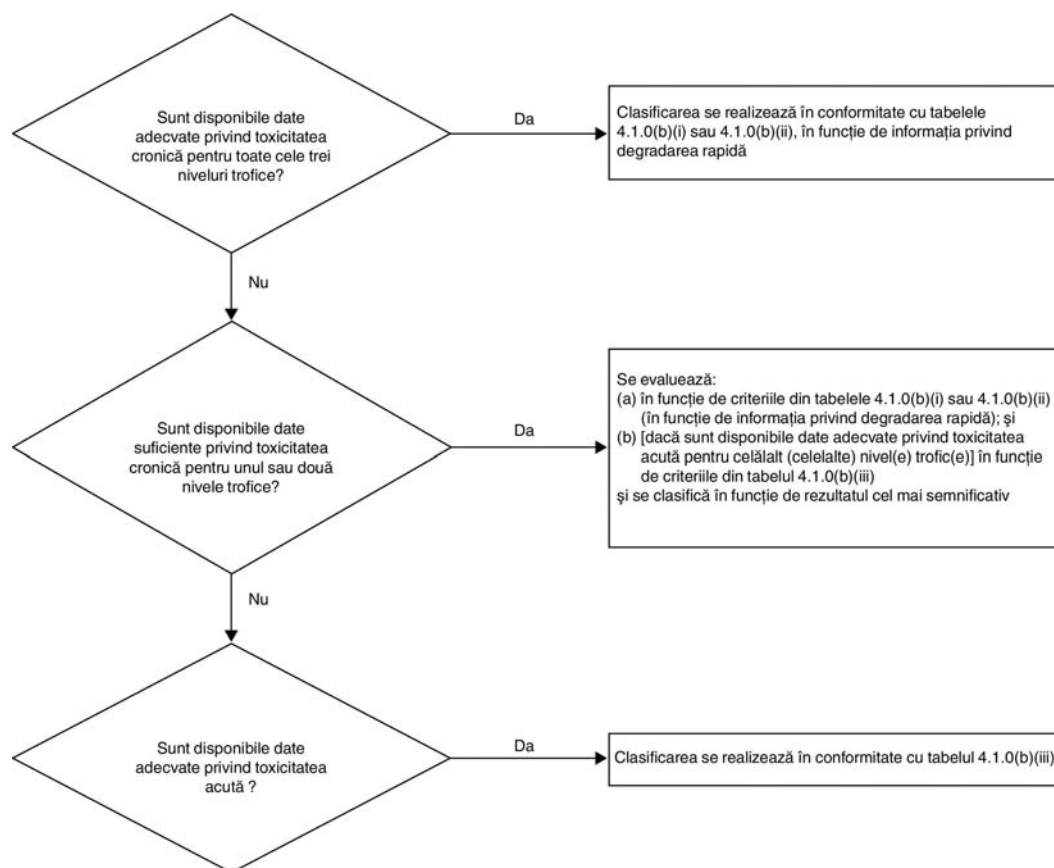 Sunt disponibile date
adecvate privind toxicitatea
cronică pentru toate cele trei
niveluri trofice?
Da
Clasificarea se realizează în conformitate cu tabelele
4.1.0(b)(i) sau 4.1.0(b)(ii), în funcție de informația privind
degradarea rapidă
Nu
Sunt disponibile date
suficiente privind toxicitatea
cronică pentru unul sau două
nivele trofice?
Da
Se evaluează:
(a) în funcție de criteriile din tabelele 4.1.0(b)(i) sau 4.1.0(b)(ii)
(în funcție de informația privind degradarea rapidă); și
(b) [dacă sunt disponibile date adecvate privind toxicitatea
acută pentru celălalt (celelalte) nivel(e) trofic(e)] în funcție
de criteriile din tabelul 4.1.0(b)(iii)
și se clasifică în funcție de rezultatul cel mai semnificativ
Nu
Sunt disponibile date
adecvate privind toxicitatea
acută ?
Da
Clasificarea se realizează în conformitate cu tabelul 4.1.0(b)(iii)